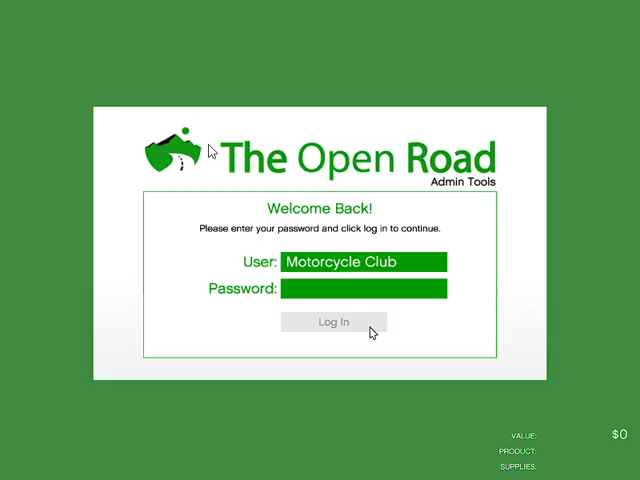 The Open Road
Admin Tools
Welcome Back!
Please enter your password and click log in to continue.
User: Motorcycle Club
Password:
Log In
VALUE: $0
PRODUCT:
SUPPLIES: